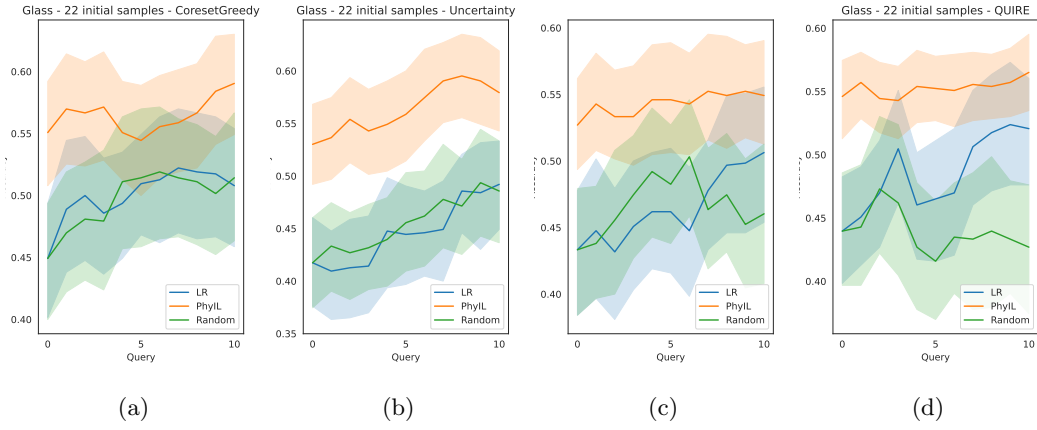 Glass - 22 initial samples - CoresetGreedy
0.60
0.55
0.50
0.45
0.40
0
5
10
Query
LR
PhyIL
Random
(a)
Glass - 22 initial samples - Uncertainty
0.60
0.55
0.50
0.45
0.40
0.35
0
5
10
Query
LR
PhyIL
Random
(b)
0.60
0.55
0.50
0.45
0.40
0
5
10
Query
LR
PhyIL
Random
(c)
Glass - 22 initial samples - QUIRE
0.60
0.55
0.50
0.45
0.40
0
5
10
Query
LR
PhyIL
Random
(d)